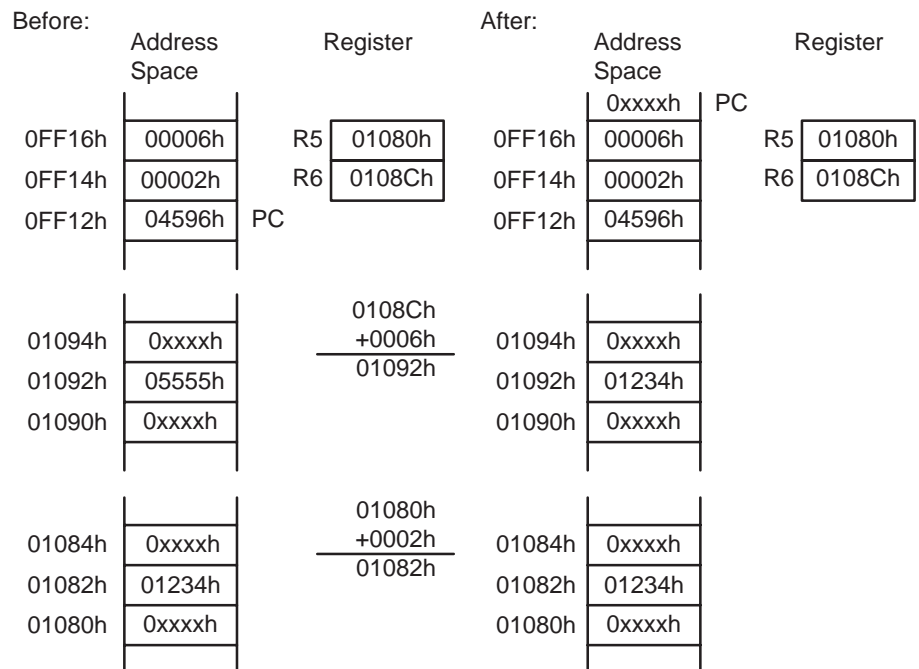 Before:
Address Space
Register
0FF16h 00006h R5 01080h
0FF14h 00002h R6 0108Ch
0FF12h 04596h PC
01094h 0xxxxh
01092h 05555h
01090h 0xxxxh
0108Ch
+0006h
01092h
01084h 0xxxxh
01082h 01234h
01080h 0xxxxh
01080h
+0002h
01082h
After:
Address Space
Register
0xxxxh PC
0FF16h 00006h R5 01080h
0FF14h 00002h R6 0108Ch
0FF12h 04596h
01094h 0xxxxh
01092h 01234h
01090h 0xxxxh
01084h 0xxxxh
01082h 01234h
01080h 0xxxxh